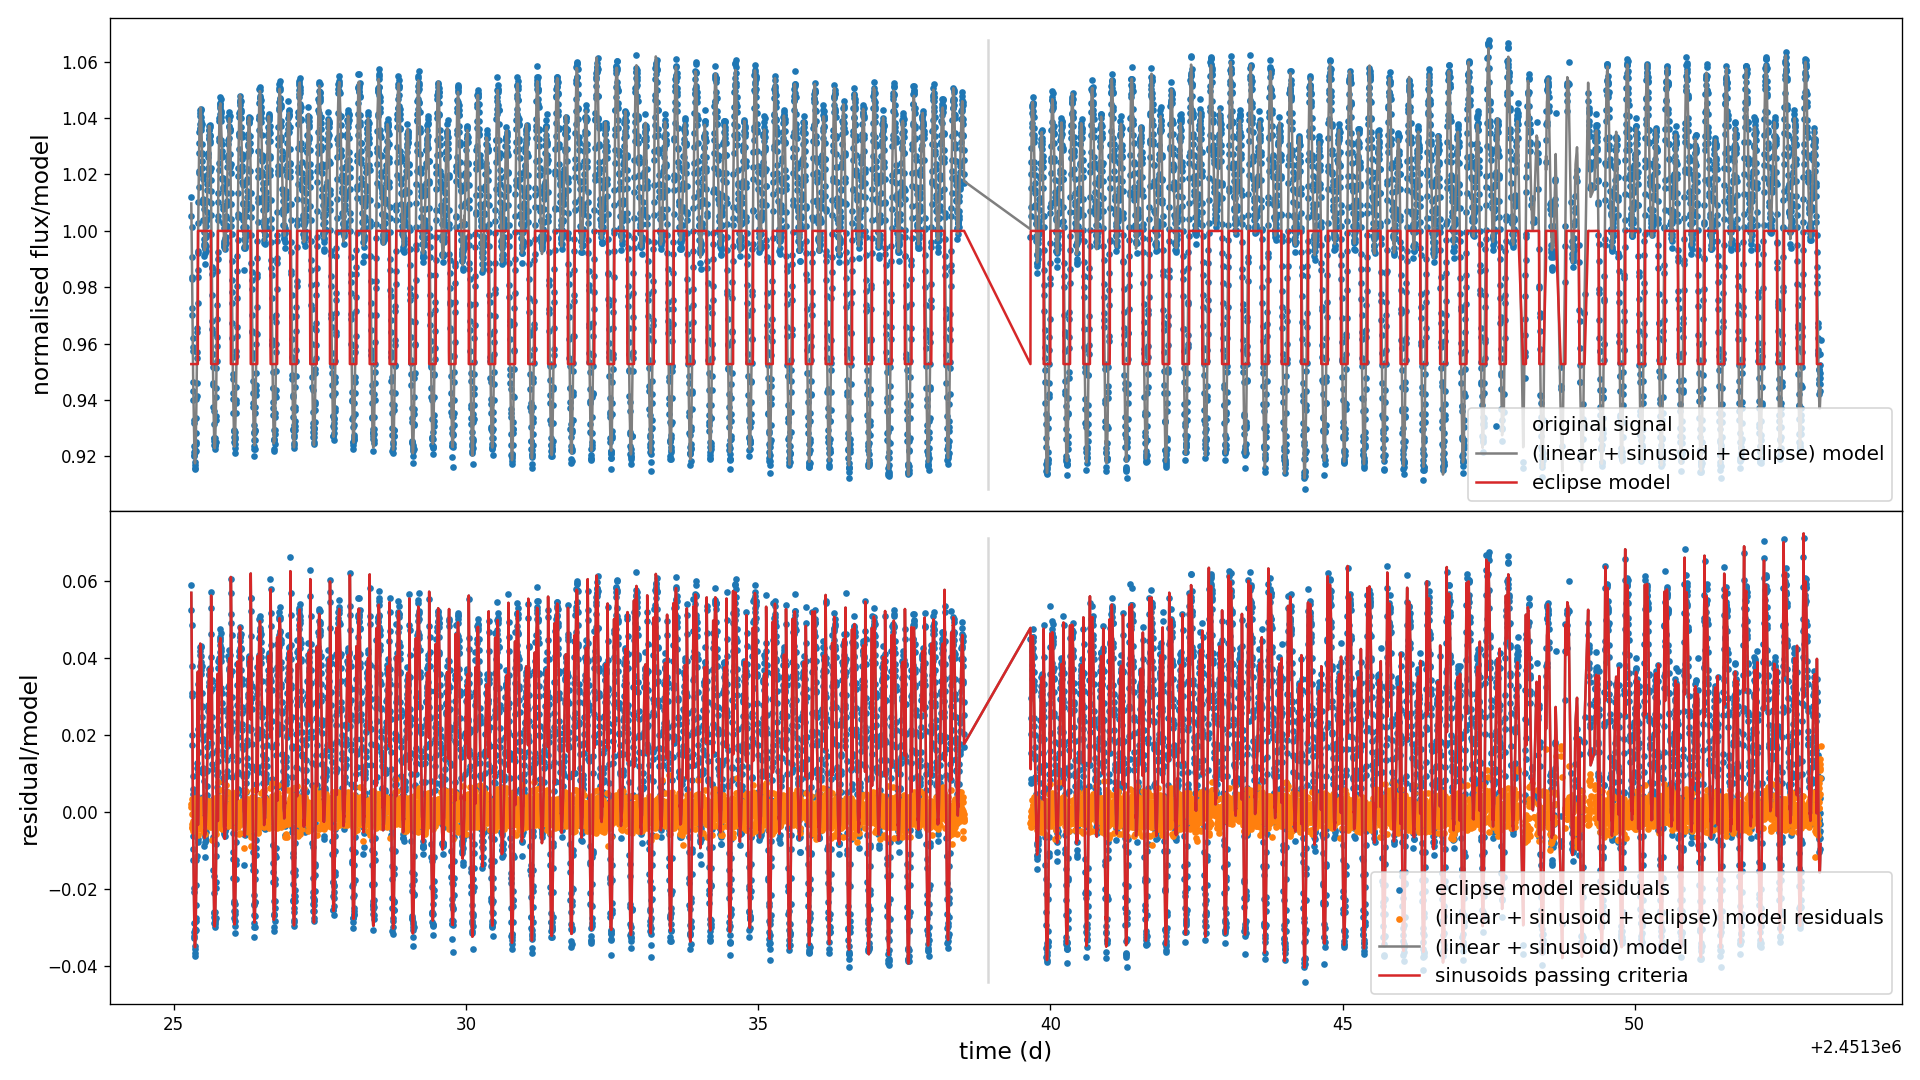 normalised flux/model
1.06
1.04
1.02
1.00
0.98
0.96
0.94
0.92
original signal
(linear + sinusoid + eclipse) model
eclipse model
residual/model
0.06
0.04
0.02
0.00
−0.02
−0.04
eclipse model residuals
(linear + sinusoid + eclipse) model residuals
(linear + sinusoid) model
sinusoids passing criteria
25 30 35 40 45 50
time (d)
+2.4513e6